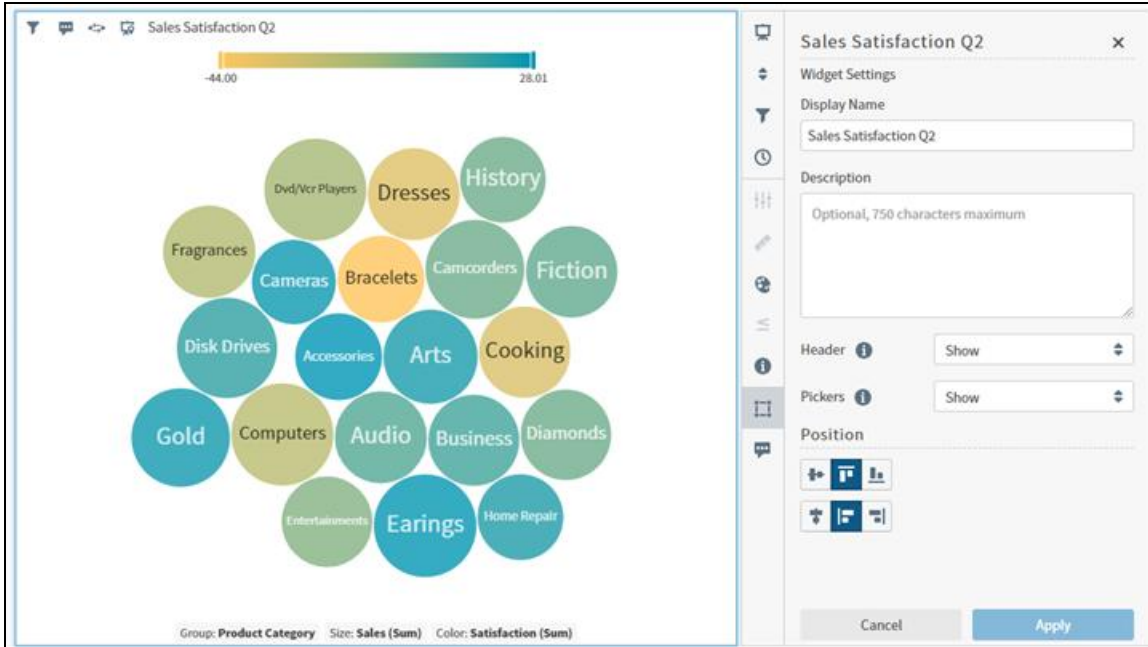 Sales Satisfaction Q2
-44.00
28.01
Dvd/Vcr Players
Dresses
History
Fragrances
Cameras
Bracelets
Camcorders
Fiction
Disk Drives
Accessories
Arts
Cooking
Gold
Computers
Audio
Business
Diamonds
Entertainments
Earings
Home Repair
Group: Product Category Size: Sales (Sum) Color: Satisfaction (Sum)
Sales Satisfaction Q2
Widget Settings
Display Name
Sales Satisfaction Q2
Description
Optional, 750 characters maximum
Header Show
Pickers Show
Position
Cancel Apply